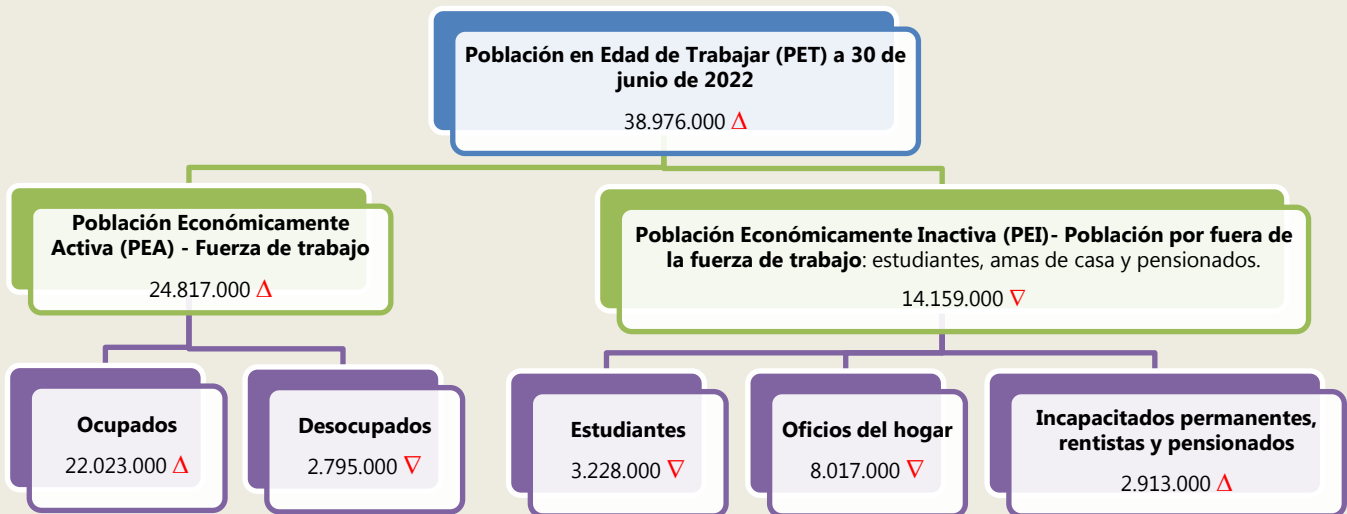 Población en Edad de Trabajar (PET) a 30 de
junio de 2022
38.976.000 Δ
Población Económicamente
Activa (PEA) - Fuerza de trabajo
24.817.000 Δ
Población Económicamente Inactiva (PEI)- Población por fuera de
la fuerza de trabajo: estudiantes, amas de casa y pensionados.
14.159.000 ∇
Ocupados
22.023.000 Δ
Desocupados
2.795.000 ∇
Estudiantes
3.228.000 ∇
Oficios del hogar
8.017.000 ∇
Incapacitados permanentes,
rentistas y pensionados
2.913.000 Δ